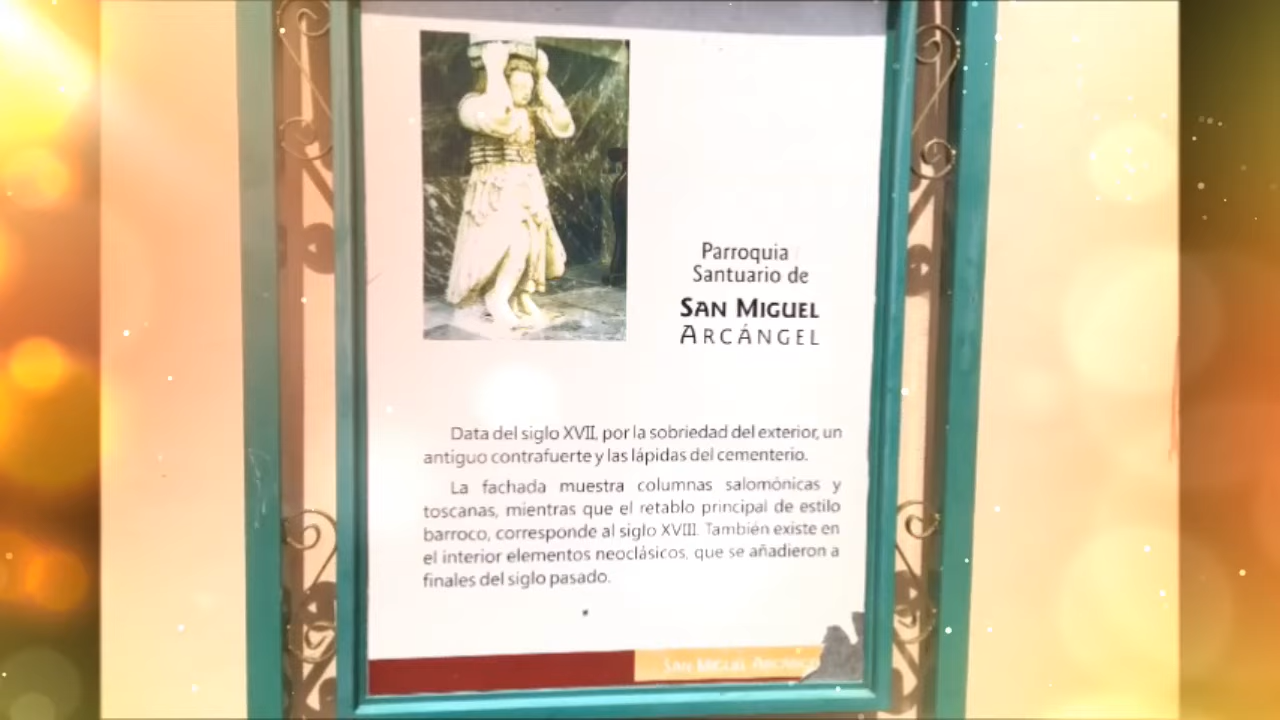 Parroquia
Santuario de
SAN MIGUEL
ARCÁNGEL
Data del siglo XVII, por la sobriedad del exterior, un
antiguo contrafuerte y las lápidas del cementerio.
La fachada muestra columnas salomónicas y
toscanas, mientras que el retablo principal de estilo
barroco, corresponde al siglo XVIII. También existe en
el interior elementos neoclásicos, que se añadieron a
finales del siglo pasado.
SAN MIGUEL